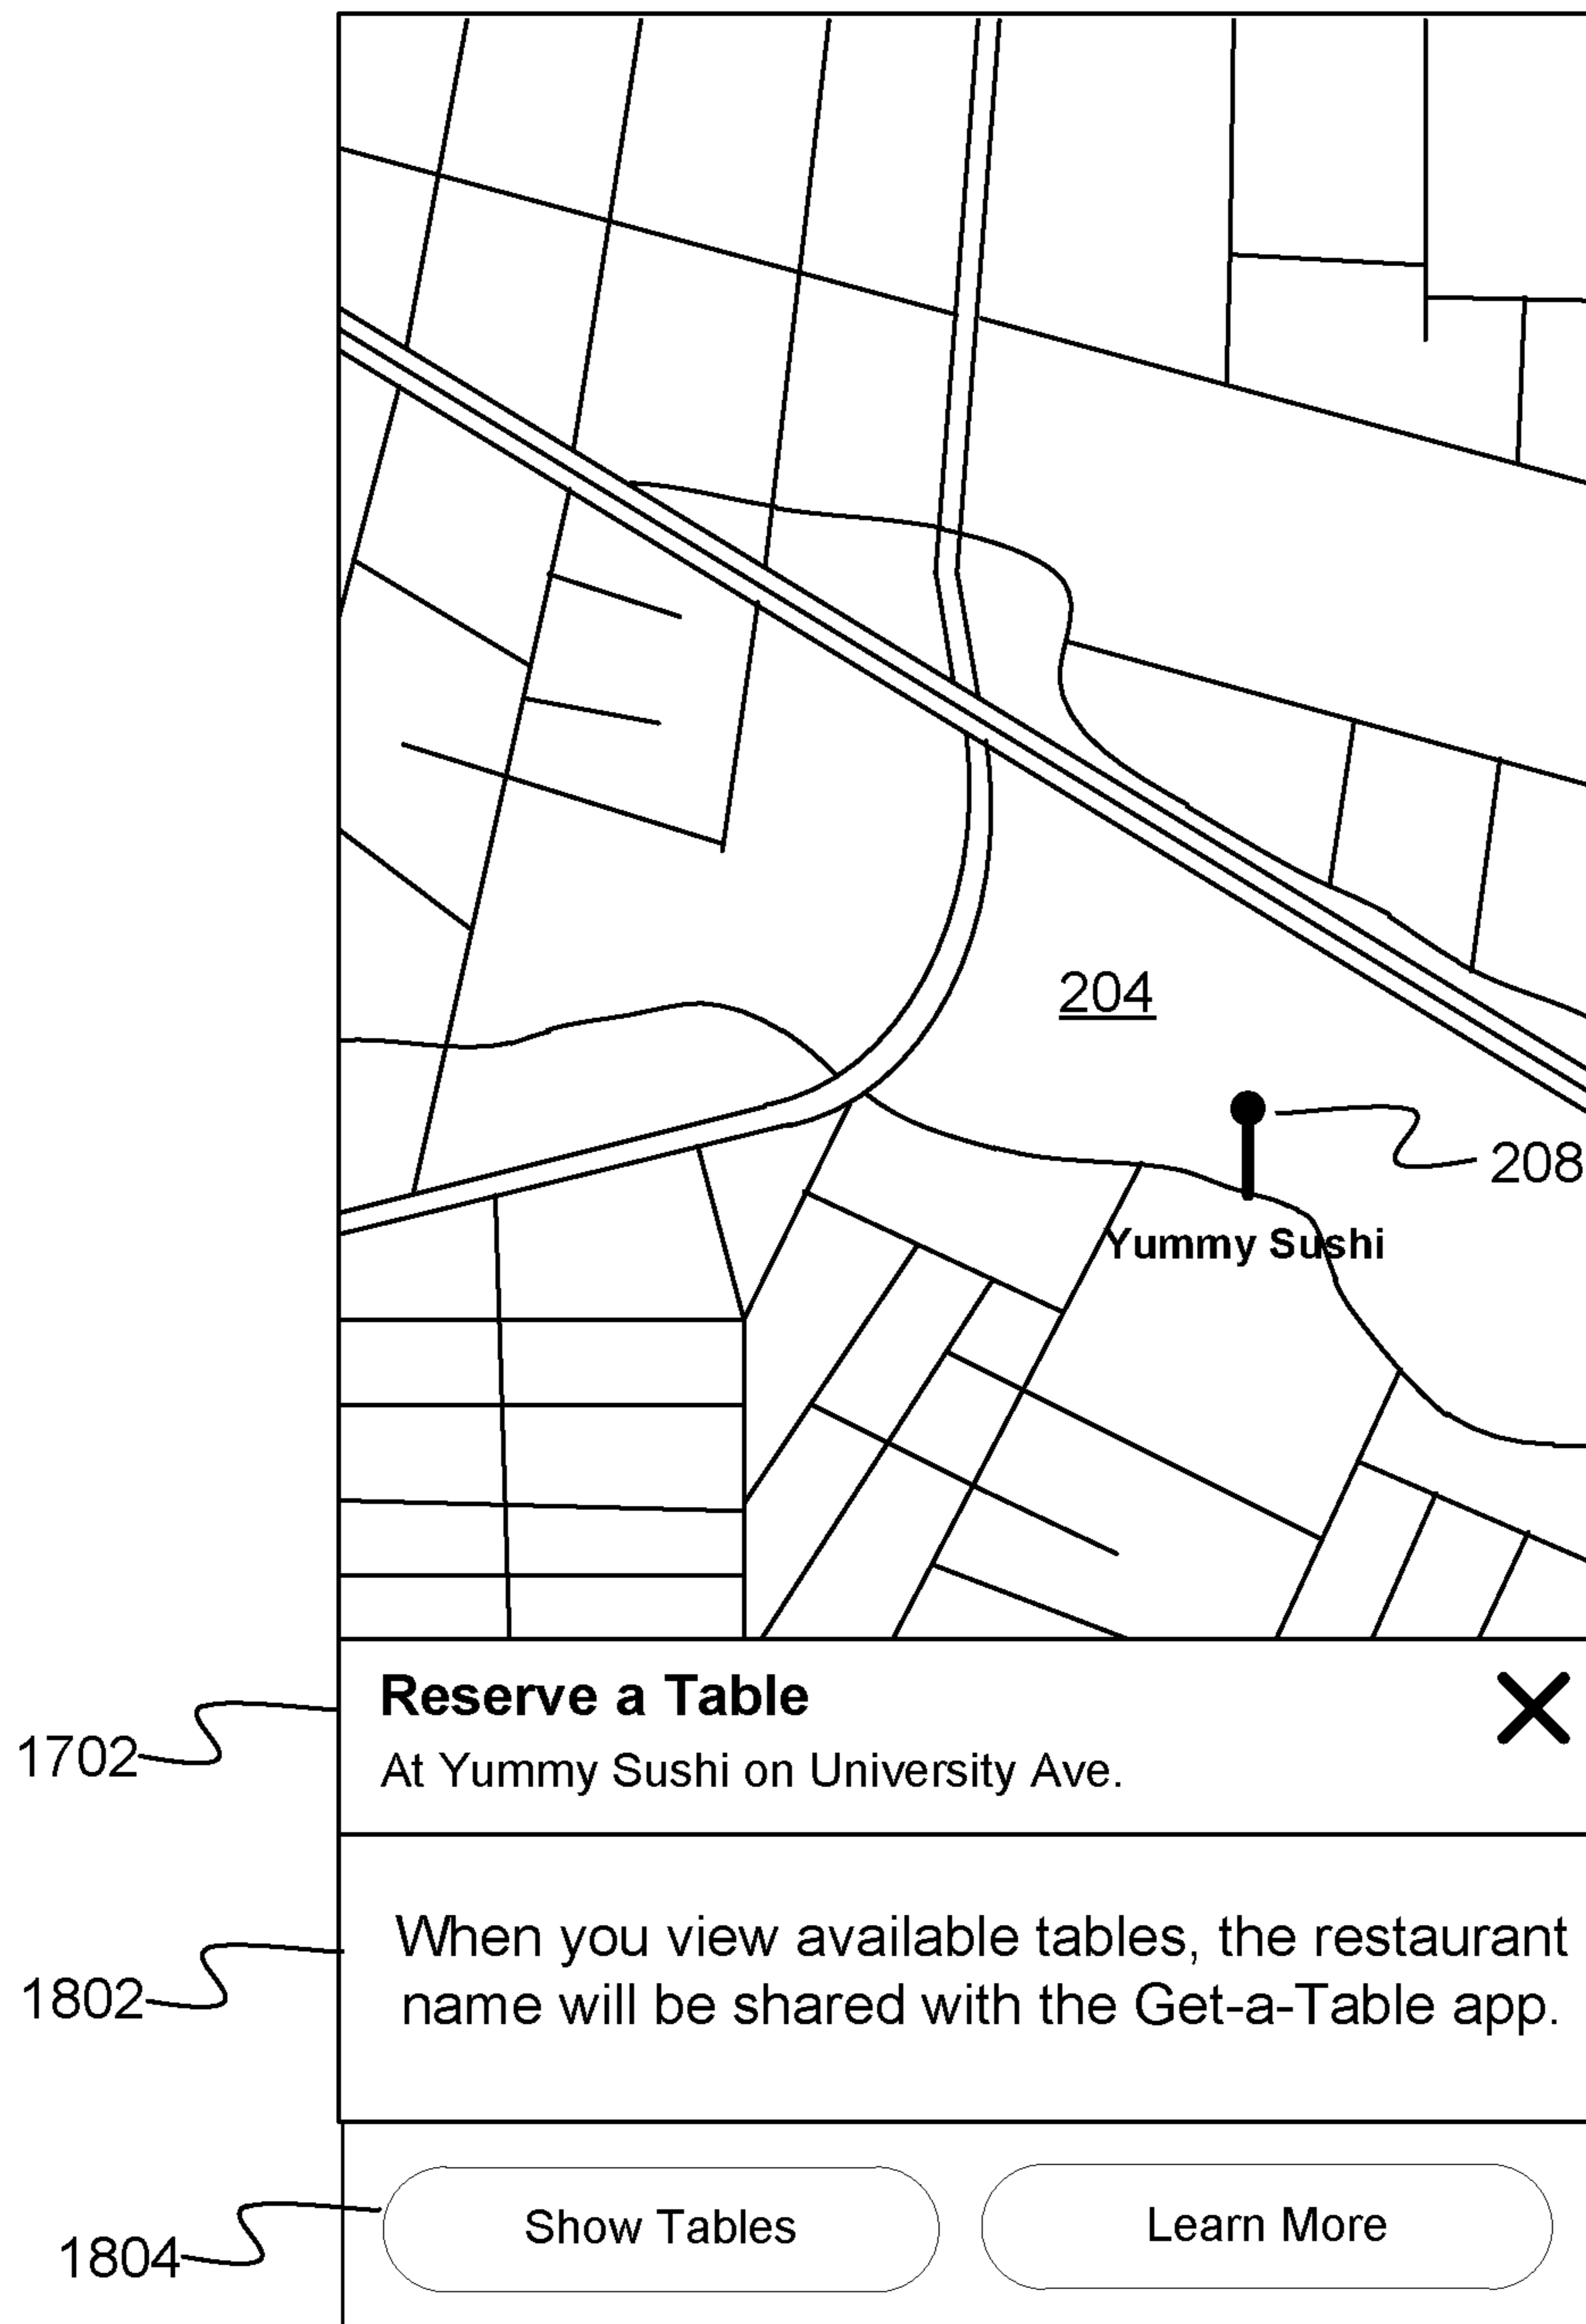 204
208
Yummy Sushi
Reserve a Table
1702
At Yummy Sushi on University Ave.
When you view available tables, the restaurant
1802
name will be shared with the Get-a-Table app.
Show Tables
Learn More
1804